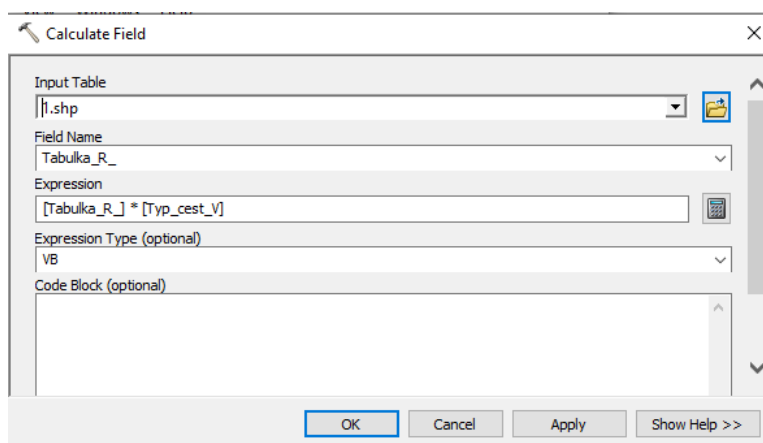 Calculate Field
Input Table
1.shp
Field Name
Tabulka_R_
Expression
[Tabulka_R_] * [Typ_cest_V]
Expression Type (optional)
VB
Code Block (optional)
OK Cancel Apply Show Help >>